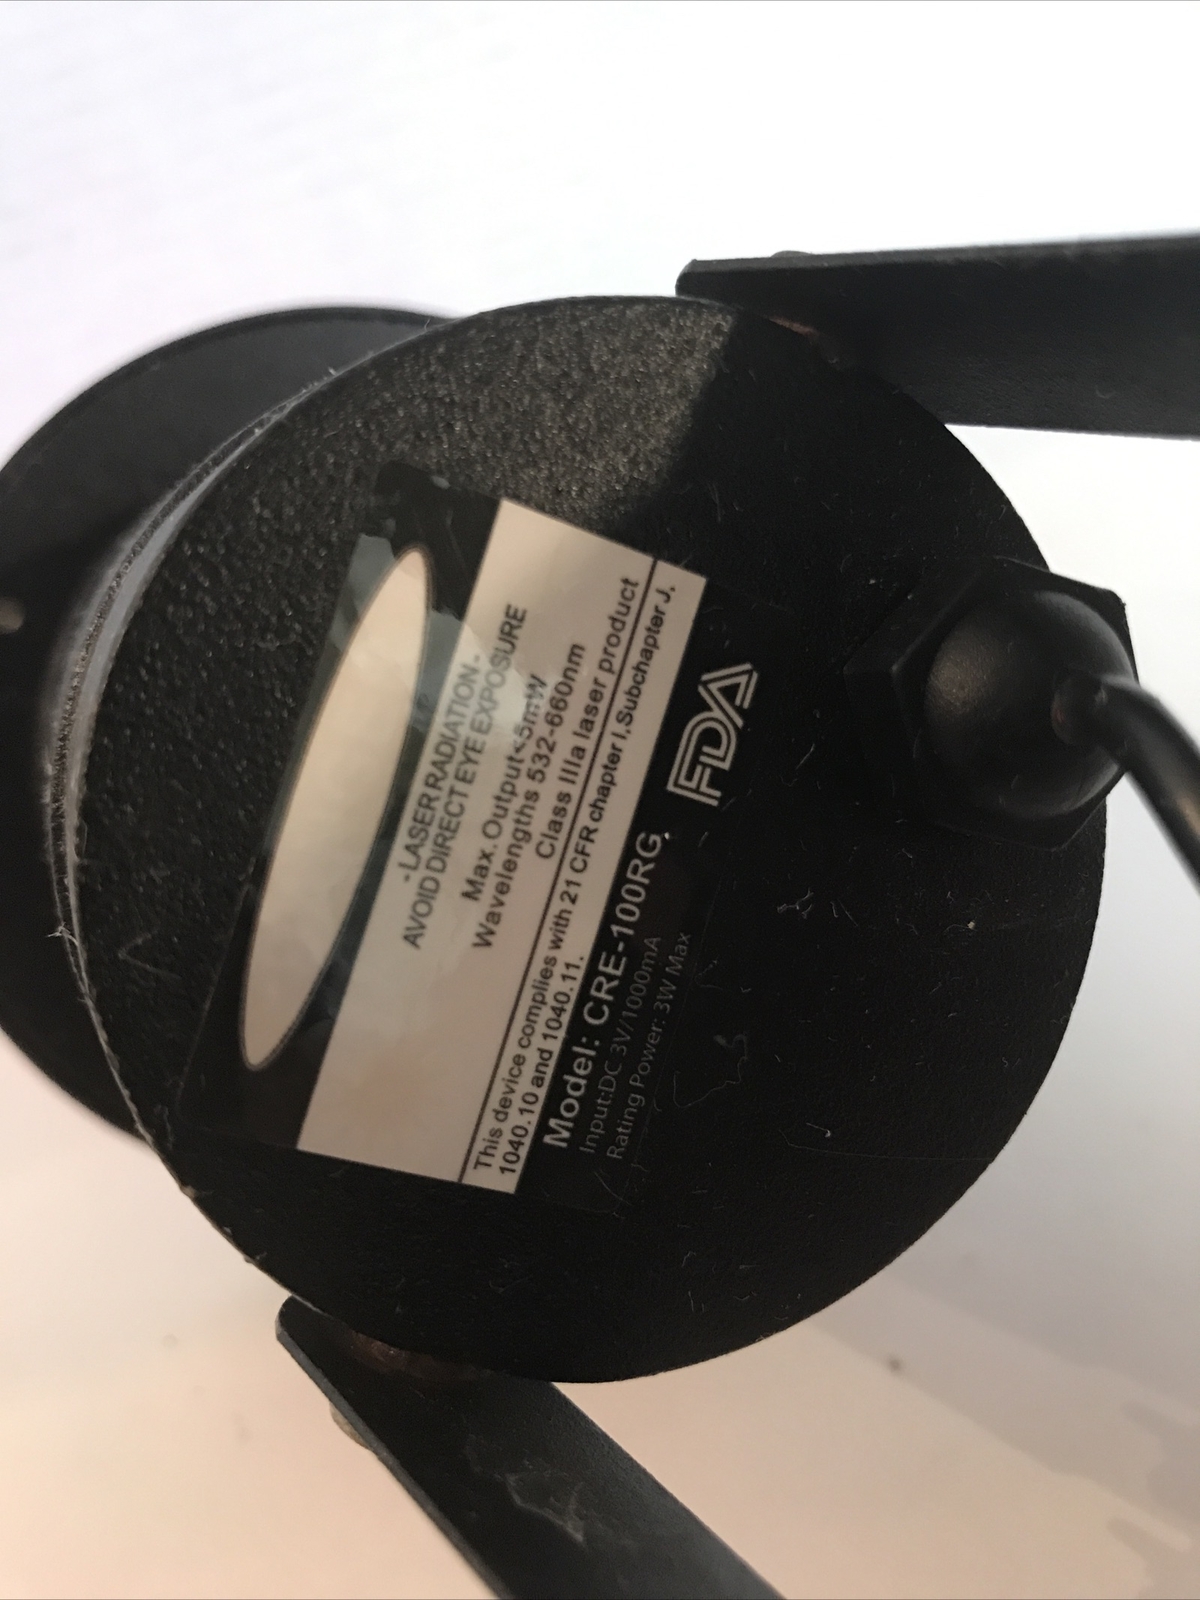 -LASER RADIATION-
AVOID DIRECT EYE EXPOSURE
Max. Output<5mW
Wavelengths 532-660nm
Class IIIa laser product
This device complies with 21 CFR chapter I.Subchapter J.
1040.10 and 1040.11.
Model: CRE-100RG
Input:DC 3V/1000mA
Rating Power: 3W Max
FDA